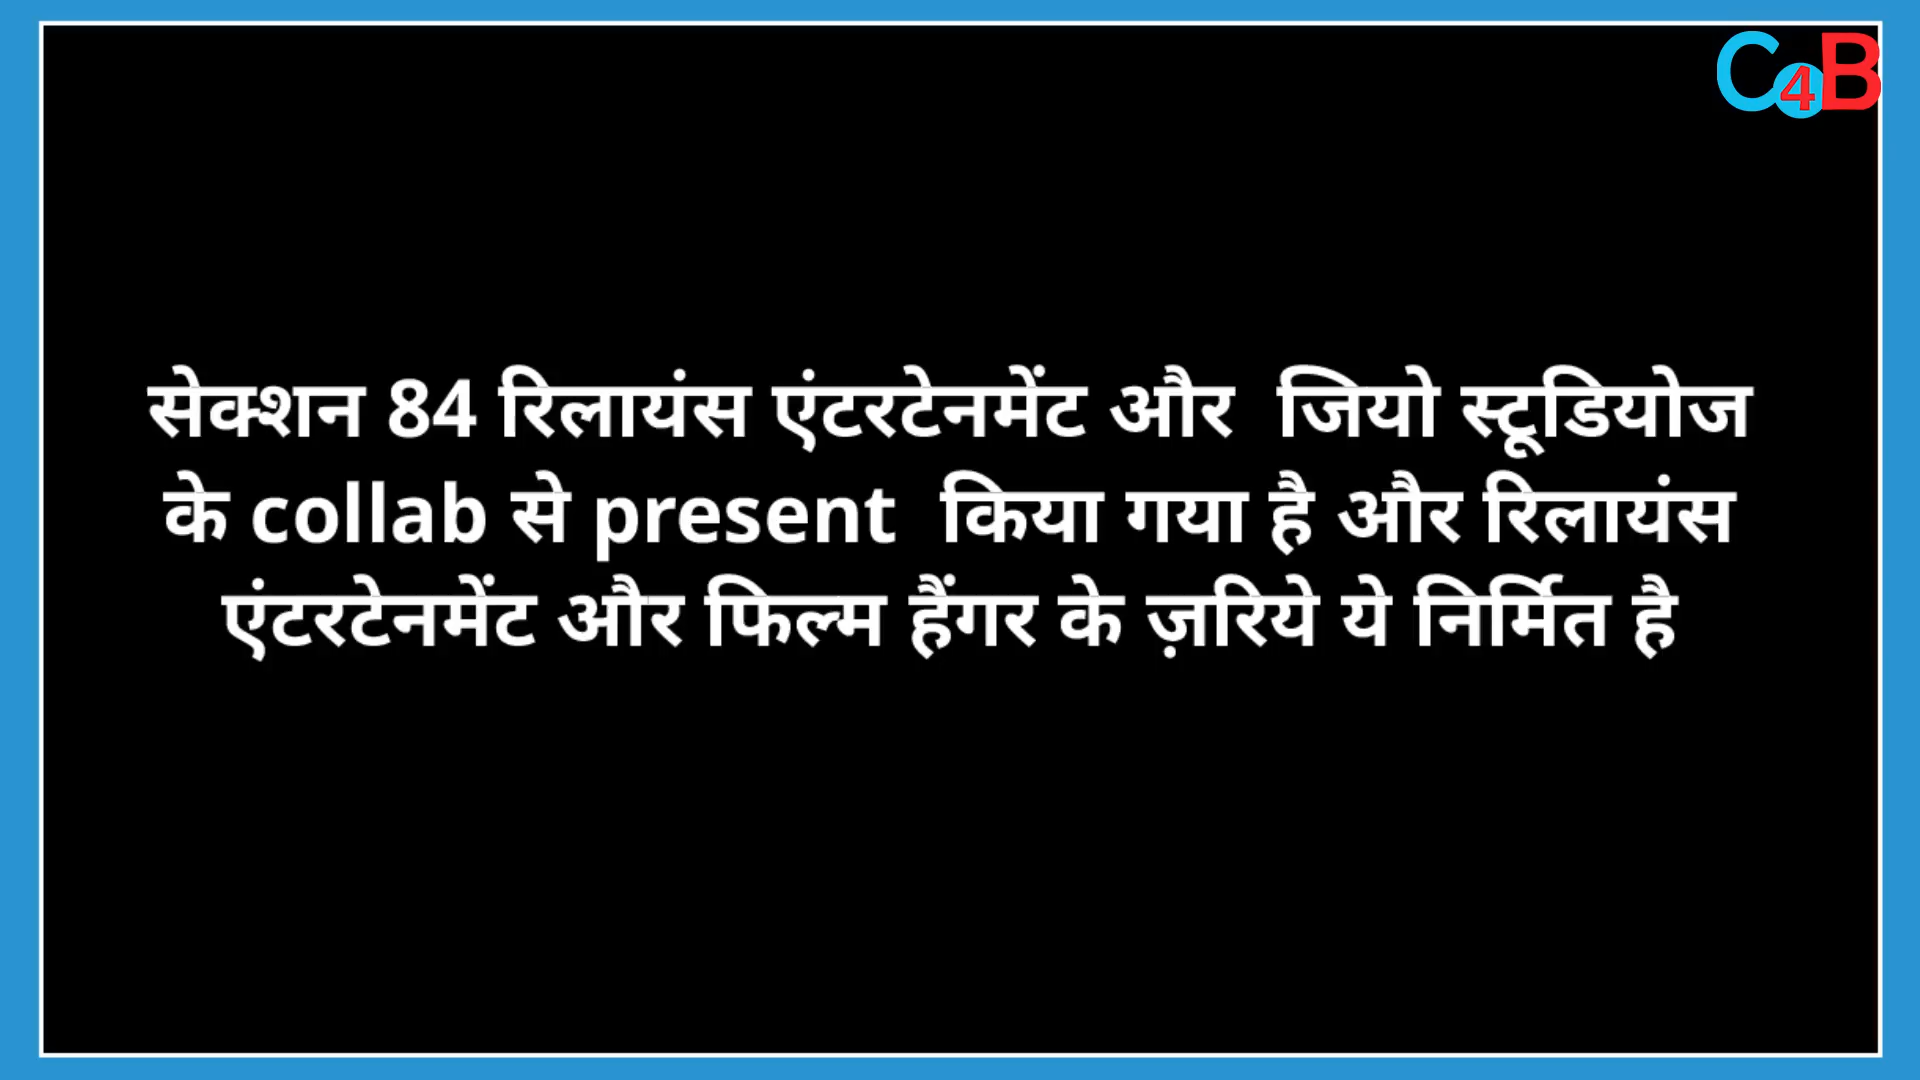 C4B
सेक्शन 84 रिलायंस एंटरटेनमेंट और जियो स्टूडियोज
के collab से present किया गया है और रिलायंस
एंटरटेनमेंट और फिल्म हैंगर के ज़रिये ये निर्मित है